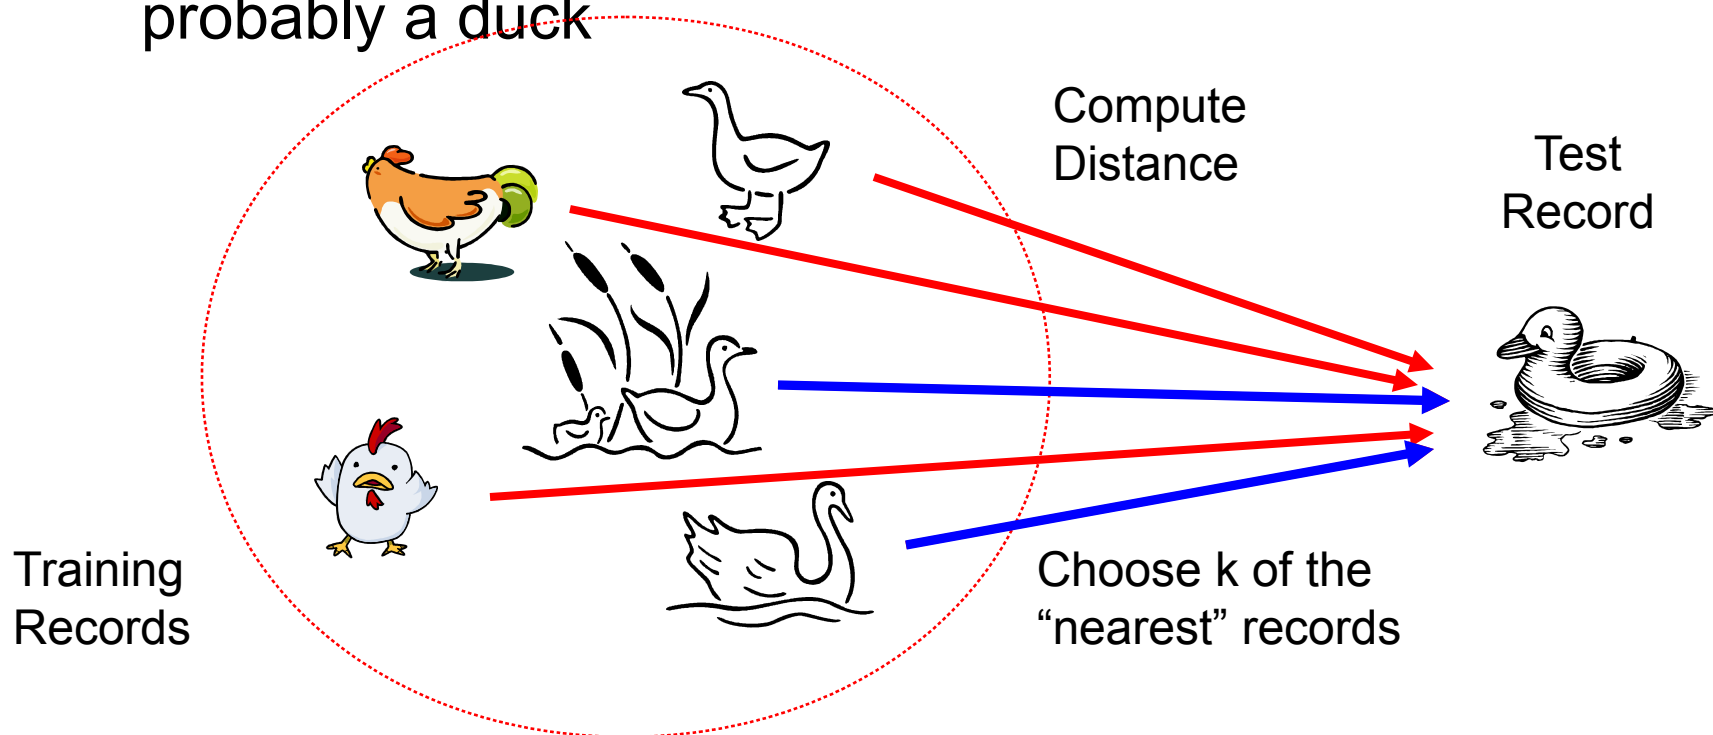 probably a duck
Compute
Distance
Test
Record
Training
Records
Choose k of the
“nearest” records